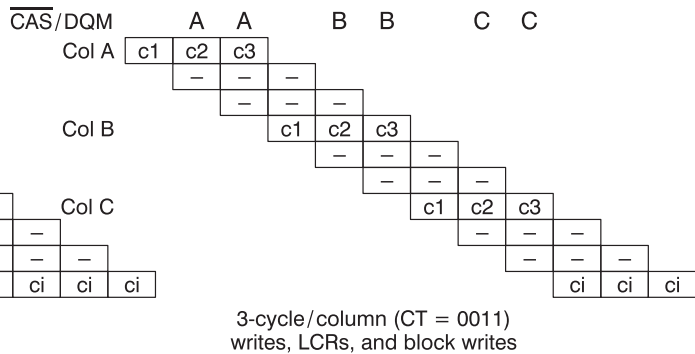 CAS/DQM A A B B C C
Col A c1 c2 c3
– – –
– – –
Col B c1 c2 c3
– – –
– – –
Col C c1 c2 c3
– – – –
– – – – –
ci ci ci ci ci ci
3-cycle/column (CT = 0011)
writes, LCRs, and block writes